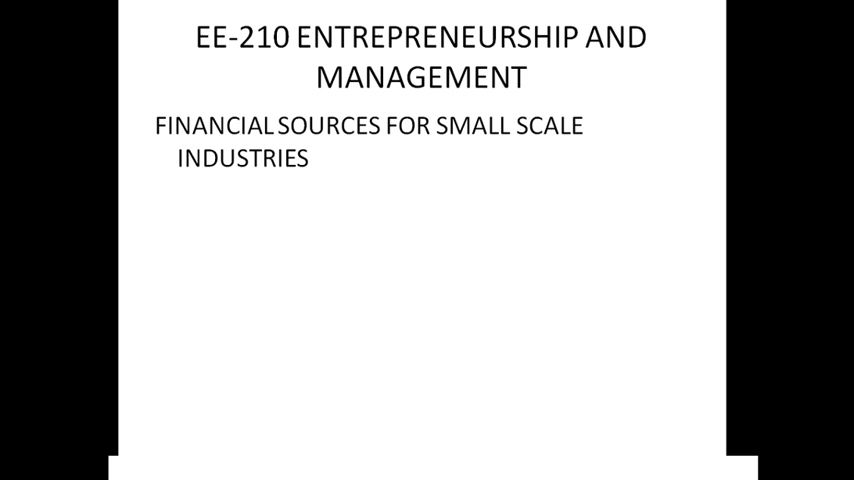 EE-210 ENTREPRENEURSHIP AND
MANAGEMENT
FINANCIAL SOURCES FOR SMALL SCALE
INDUSTRIES